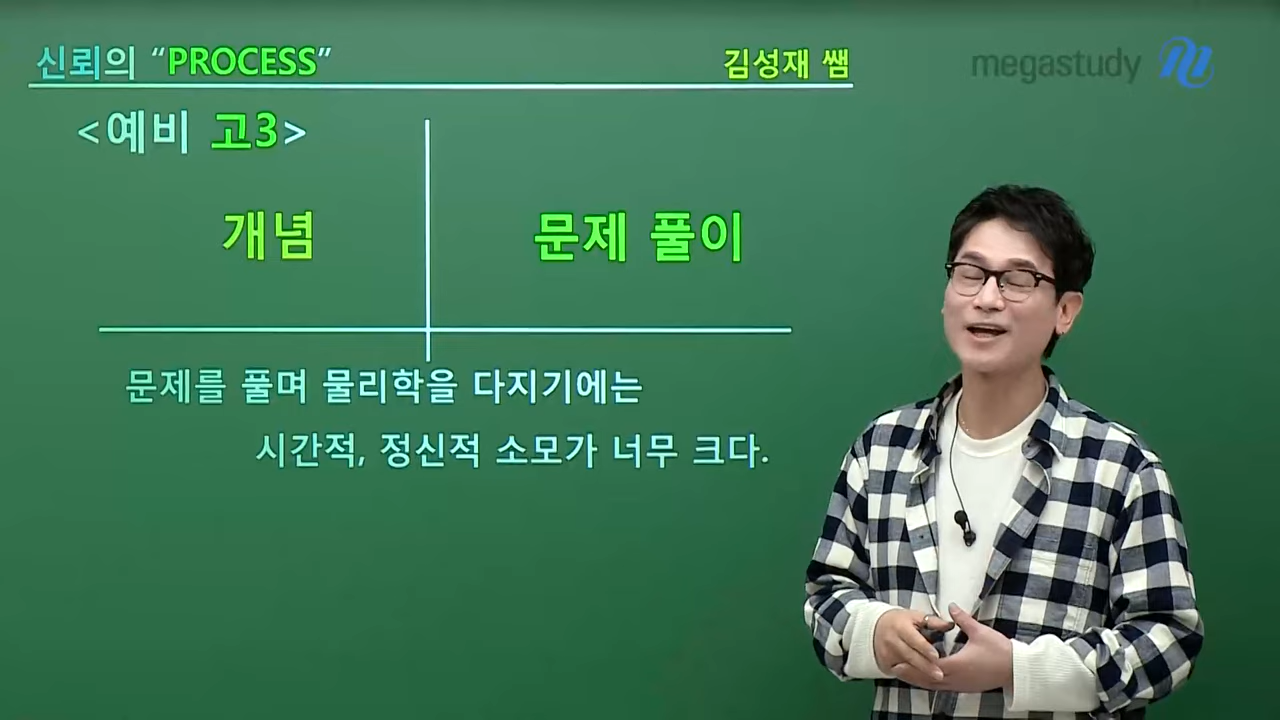 신뢰의 “PROCESS”
김성재 쌤
megastudy
<예비 고3>
개념
문제 풀이
문제를 풀며 물리학을 다지기에는
시간적, 정신적 소모가 너무 크다.